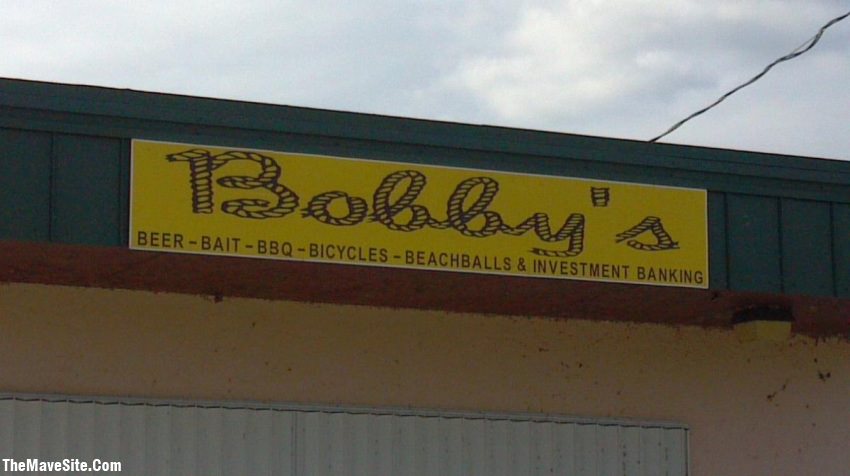 Bobby's
BEER - BAIT - BBQ - BICYCLES - BEACHBALLS & INVESTMENT BANKING
TheMaveSite.Com